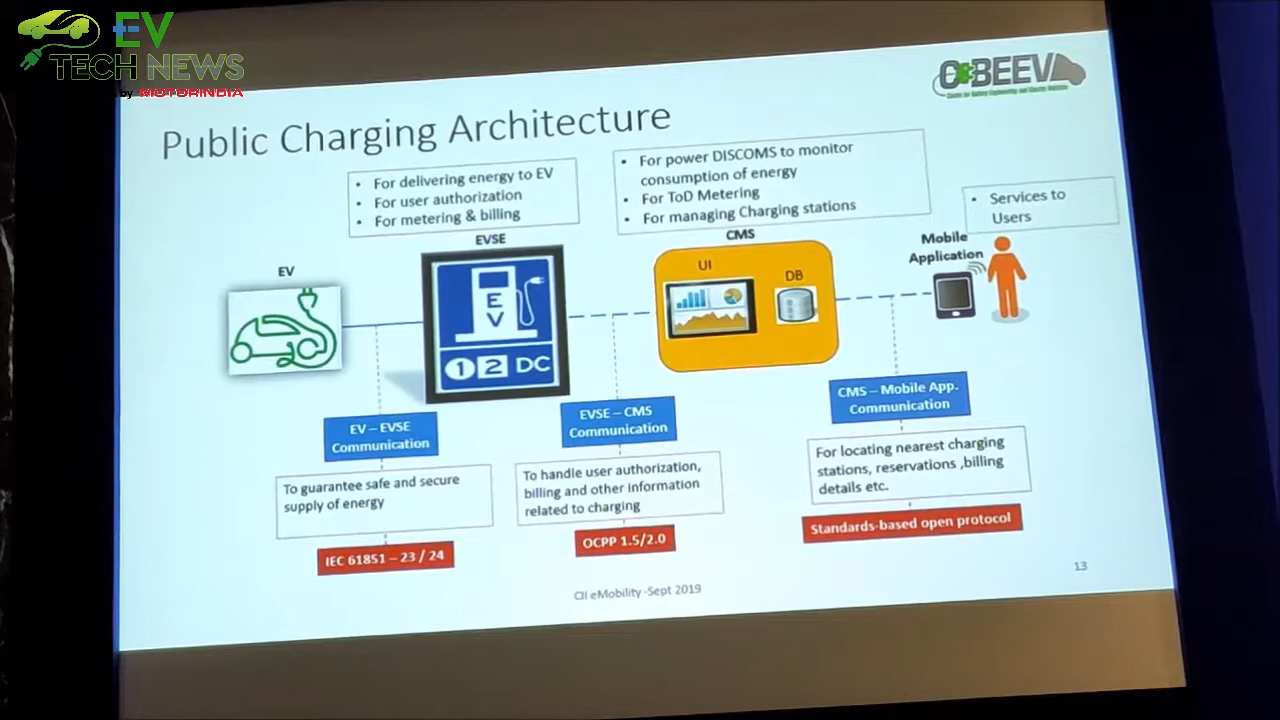 EV
TECH NEWS
by MOTORINDIA
C BEEV
Public Charging Architecture
• For delivering energy to EV
• For user authorization
• For metering & billing
• For power DISCOMS to monitor
consumption of energy
• For ToD Metering
• For managing Charging stations
• Services to
Users
EV
EVSE
E
V
1 2 DC
CMS
UI
DB
Mobile
Application
EV – EVSE
Communication
EVSE – CMS
Communication
CMS – Mobile App.
Communication
To guarantee safe and secure
supply of energy
To handle user authorization,
billing and other information
related to charging
For locating nearest charging
stations, reservations ,billing
details etc.
IEC 61851 – 23 / 24
OCPP 1.5/2.0
Standards-based open protocol
CII eMobility -Sept 2019
13